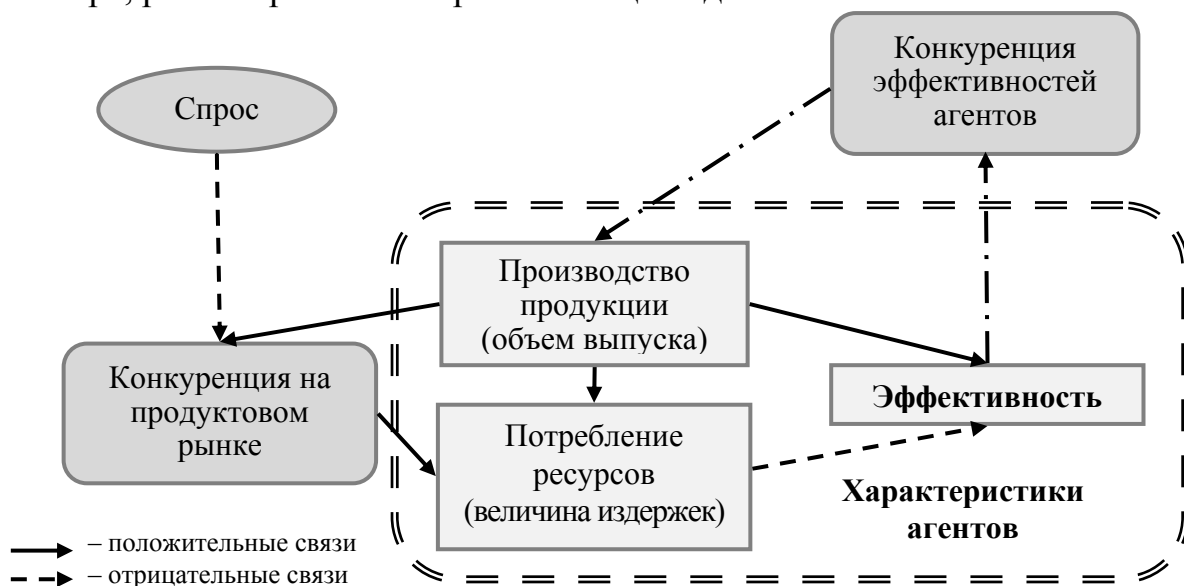 Конкуренция
эффективностей
агентов
Спрос
Производство
продукции
(объем выпуска)
Конкуренция на
продуктовом
рынке
Эффективность
Потребление
ресурсов
(величина издержек)
Характеристики
агентов
– положительные связи
– отрицательные связи